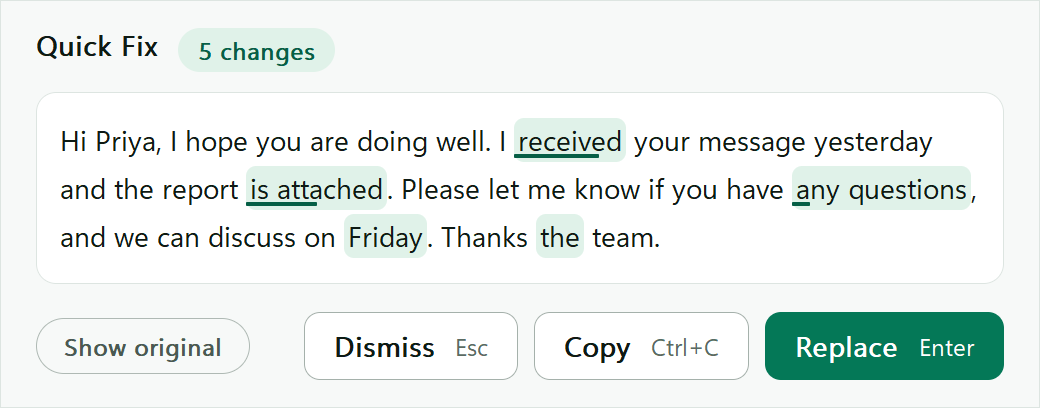 Quick Fix 5 changes
Hi Priya, I hope you are doing well. I received your message yesterday
and the report is attached. Please let me know if you have any questions,
and we can discuss on Friday. Thanks the team.
Show original Dismiss Esc Copy Ctrl+C Replace Enter